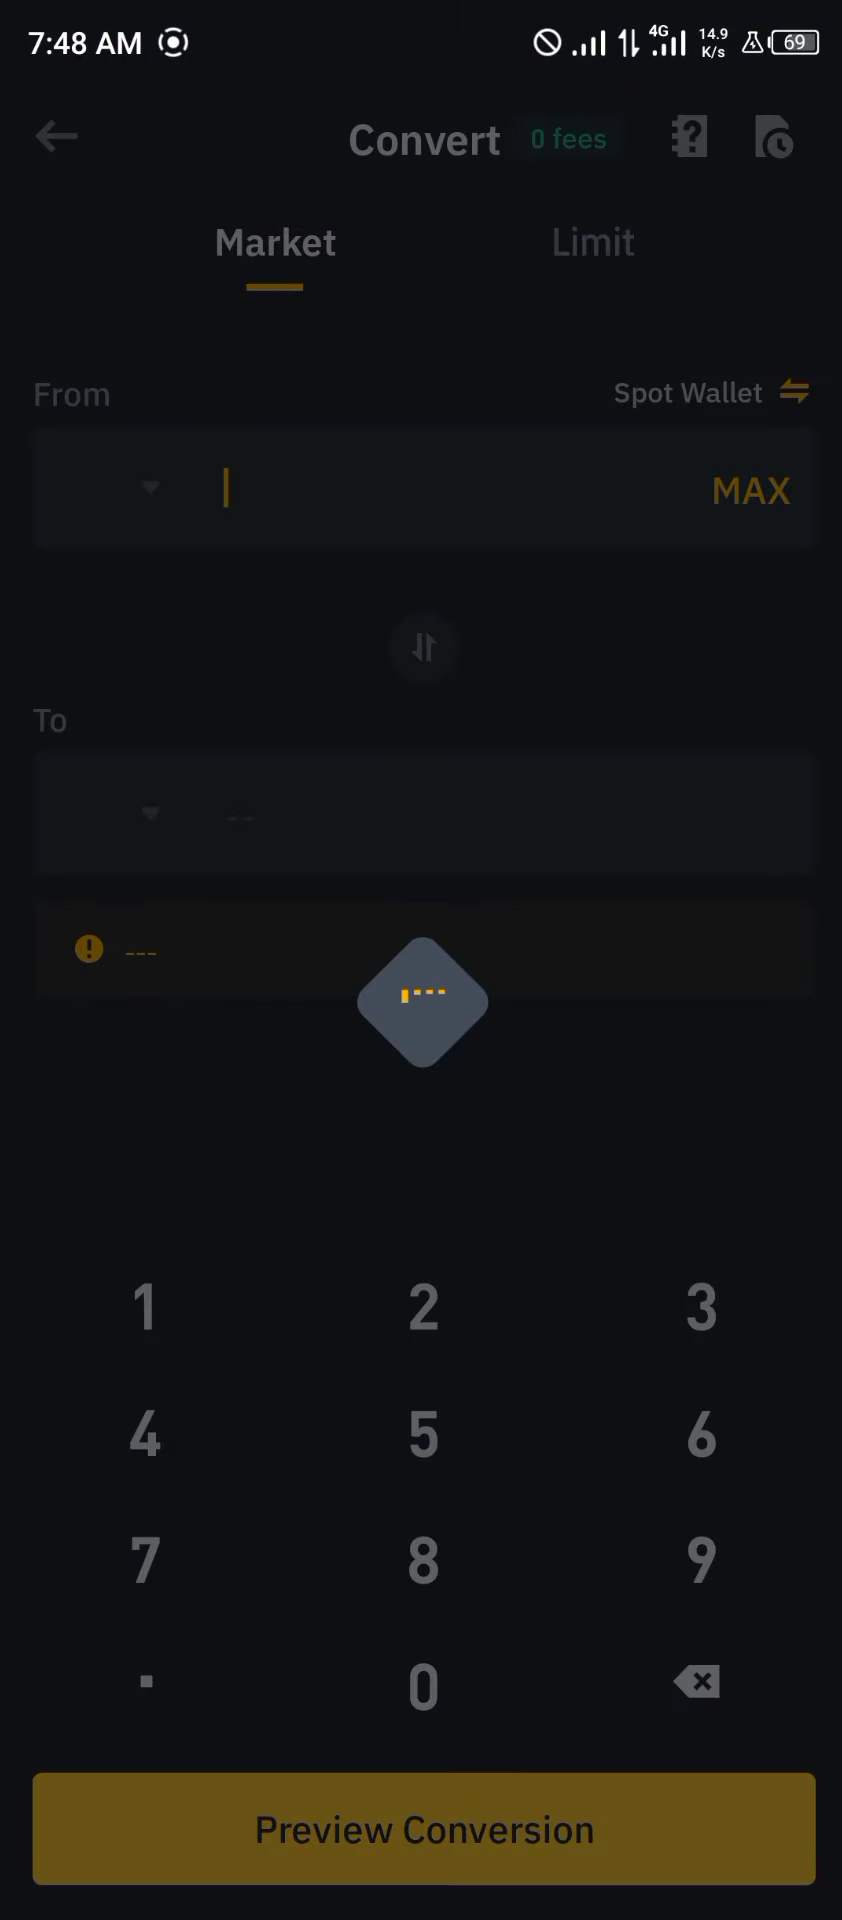 7:48 AM 4G 14.9 K/s 69
Convert 0 fees
Market Limit
From Spot Wallet
MAX
To
--
---
1 2 3
4 5 6
7 8 9
. 0
Preview Conversion